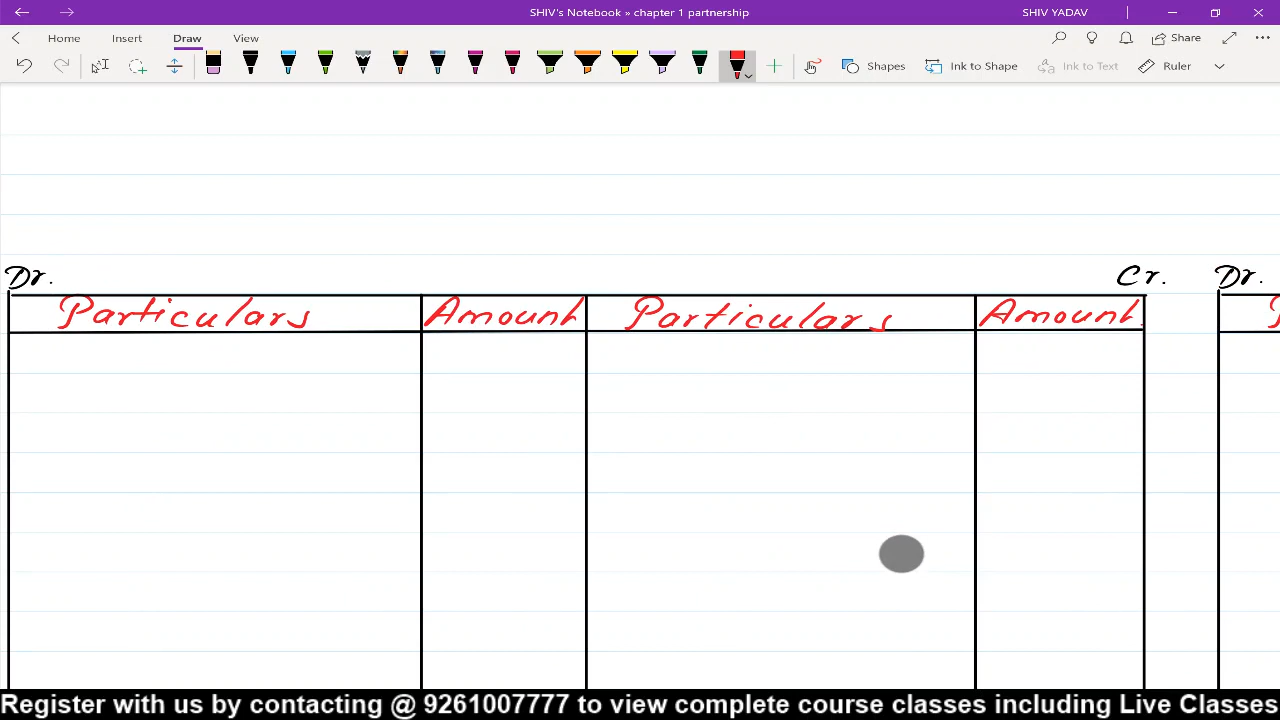 SHIV's Notebook » chapter 1 partnership
SHIV YADAV
Home Insert Draw View
Share
Shapes Ink to Shape Ink to Text Ruler
Dr. Cr. Dr.
Particulars Amount Particulars Amount.
Register with us by contacting @ 9261007777 to view complete course classes including Live Classes